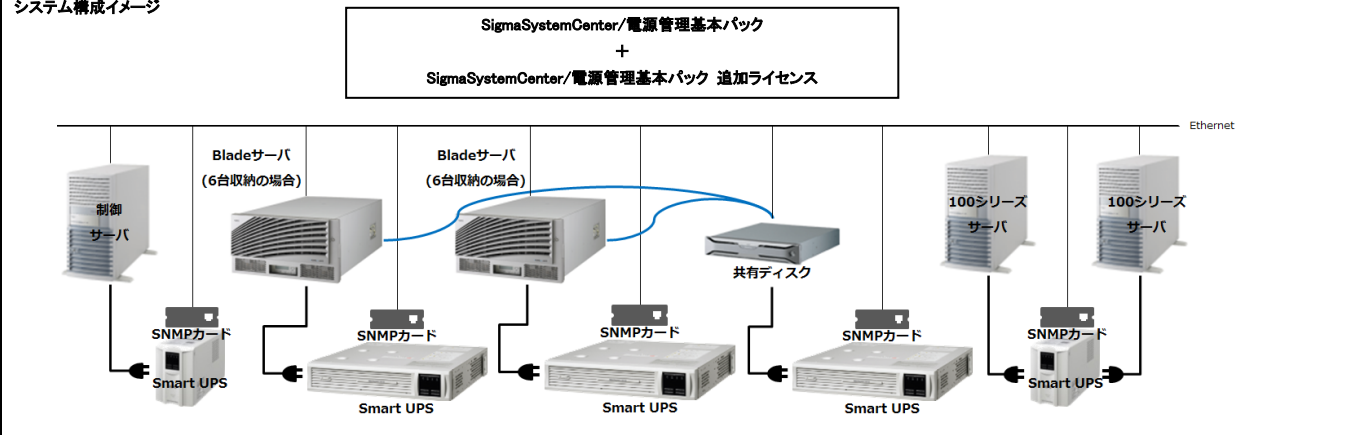 システム構成イメージ
SigmaSystemCenter/電源管理基本パック
+
SigmaSystemCenter/電源管理基本パック 追加ライセンス
Ethernet
Bladeサーバ
(6台収納の場合)
Bladeサーバ
(6台収納の場合)
制御
サーバ
100シリーズ
サーバ
100シリーズ
サーバ
共有ディスク
SNMPカード
SNMPカード
SNMPカード
SNMPカード
SNMPカード
Smart UPS
Smart UPS
Smart UPS
Smart UPS
Smart UPS